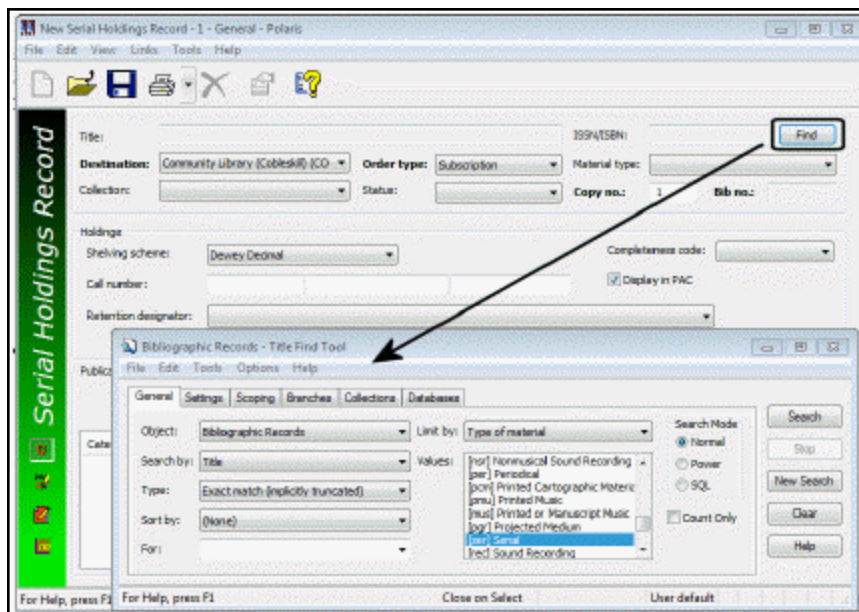 New Serial Holdings Record - 1 - General - Polaris
File Edit View Links Tools Help
Serial Holdings Record
Title: ISSN/ISBN: Find
Destination: Community Library (Cobleskill) (CO Order type: Subscription Material type:
Collection: Status: Copy no.: 1 Bib no.:
Holdings
Shelving scheme: Dewey Decimal Completeness code:
Call number: Display in PAC
Retention designator:
Bibliographic Records - Title Find Tool
File Edit Tools Options Help
General Settings Scoping Branches Collections Databases
Object: Bibliographic Records Limit by: Type of material Search Mode Search
Search by: Title Values: [nsr] Nonmusical Sound Recording Normal Stop
[per] Periodical Power
Type: Exact match (implicitly truncated) [pcm] Printed Cartographic Materia SQL New Search
[pmu] Printed Music
Sort by: (None) [mus] Printed or Manuscript Music Count Only Clear
[pgr] Projected Medium
For: [ser] Serial Help
[rec] Sound Recording
For Help, press F1 For Help, press F1 Close on Select User default